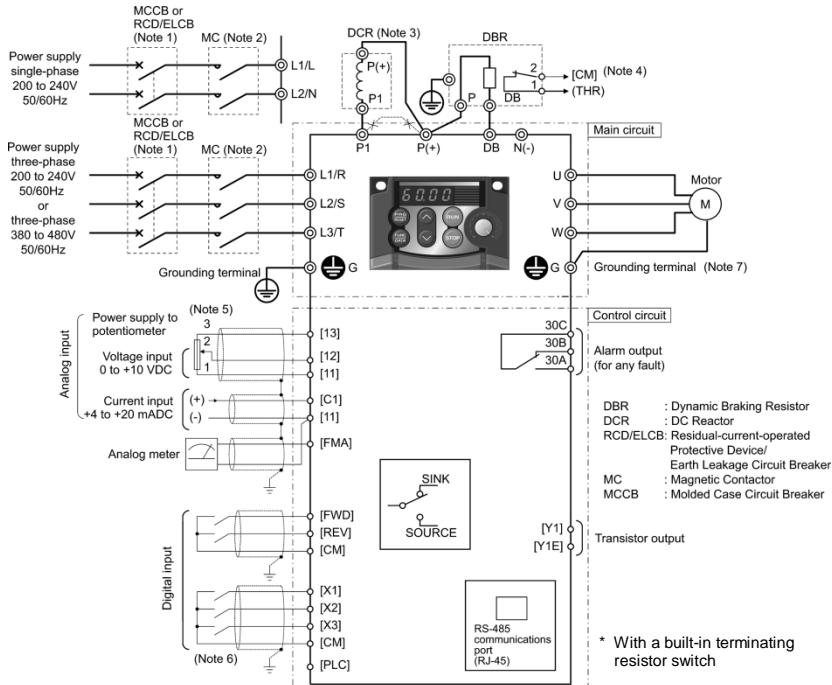 MCCB or
RCD/ELCB
(Note 1)
MC (Note 2)
Power supply
single-phase
200 to 240V
50/60Hz
L1/L
L2/N
DCR (Note 3)
P(+)
P1
DBR
P
DB
2
1
[CM] (Note 4)
(THR)
P1
P(+)
DB
N(-)
Main circuit
MCCB or
RCD/ELCB
(Note 1)
MC (Note 2)
Power supply
three-phase
200 to 240V
50/60Hz
or
three-phase
380 to 480V
50/60Hz
L1/R
L2/S
L3/T
60.00
PRG
RESET
FUNC
DATA
RUN
STOP
U
V
W
Motor
M
Grounding terminal
G
G
Grounding terminal (Note 7)
Control circuit
Analog input
Power supply to
potentiometer
(Note 5)
3
2
1
Voltage input
0 to +10 VDC
[13]
[12]
[11]
Current input
+4 to +20 mADC
(+)
(-)
[C1]
[11]
Analog meter
[FMA]
30C
30B
30A
Alarm output
(for any fault)
DBR : Dynamic Braking Resistor
DCR : DC Reactor
RCD/ELCB: Residual-current-operated
Protective Device/
Earth Leakage Circuit Breaker
MC : Magnetic Contactor
MCCB : Molded Case Circuit Breaker
SINK
SOURCE
Digital input
[FWD]
[REV]
[CM]
[X1]
[X2]
[X3]
[CM]
(Note 6)
[PLC]
[Y1]
[Y1E]
Transistor output
RS-485
communications
port
(RJ-45)
* With a built-in terminating
resistor switch